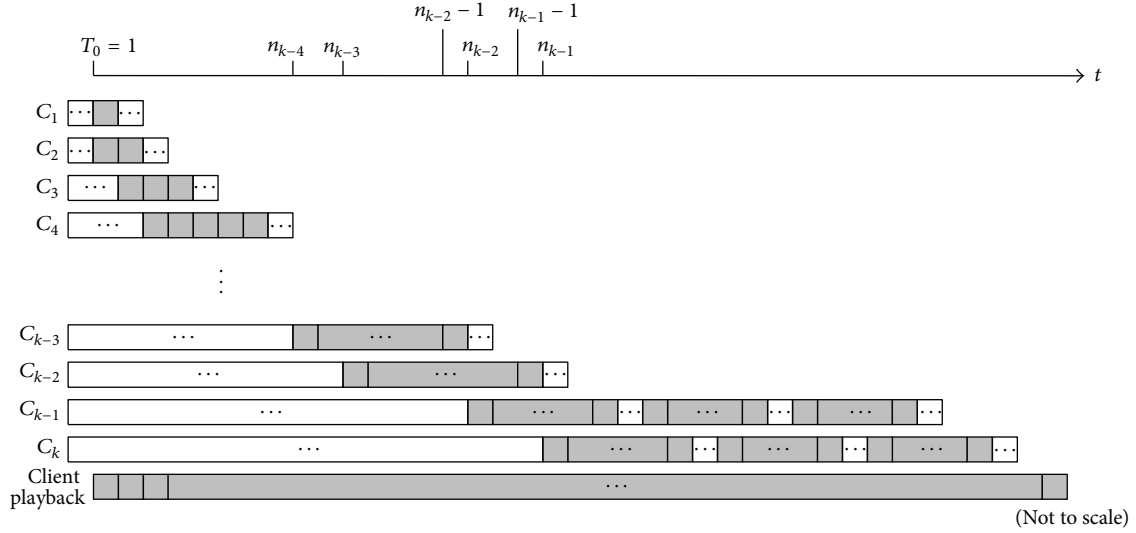 n_{k−2} − 1 n_{k−1} − 1
T_0 = 1 n_{k−4} n_{k−3} n_{k−2} n_{k−1}
t
C_1 ⋯ ⋯
C_2 ⋯ ⋯
C_3 ⋯ ⋯
C_4 ⋯ ⋯
⋮
C_{k−3} ⋯ ⋯ ⋯
C_{k−2} ⋯ ⋯ ⋯
C_{k−1} ⋯ ⋯ ⋯ ⋯ ⋯ ⋯ ⋯
C_k ⋯ ⋯ ⋯ ⋯ ⋯ ⋯ ⋯
Client
playback ⋯
(Not to scale)